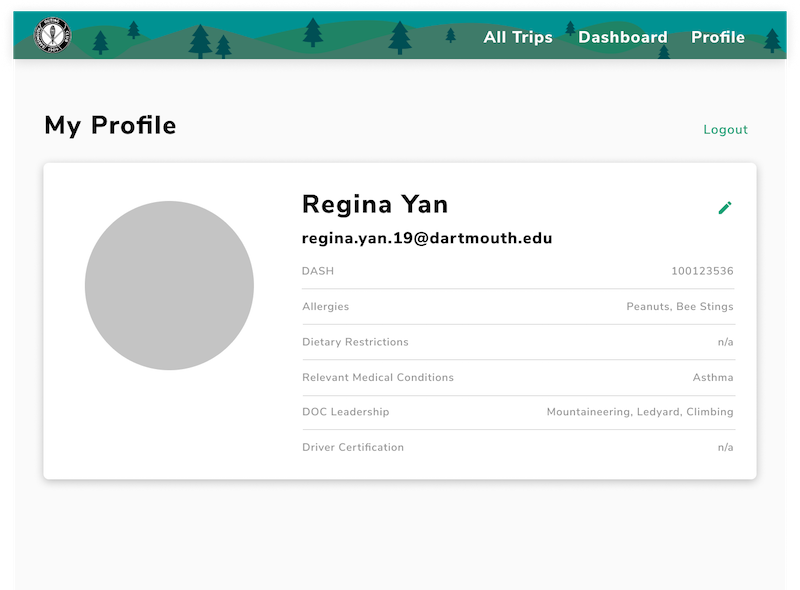 All Trips Dashboard Profile
My Profile
Logout
Regina Yan
regina.yan.19@dartmouth.edu
DASH 100123536
Allergies Peanuts, Bee Stings
Dietary Restrictions n/a
Relevant Medical Conditions Asthma
DOC Leadership Mountaineering, Ledyard, Climbing
Driver Certification n/a